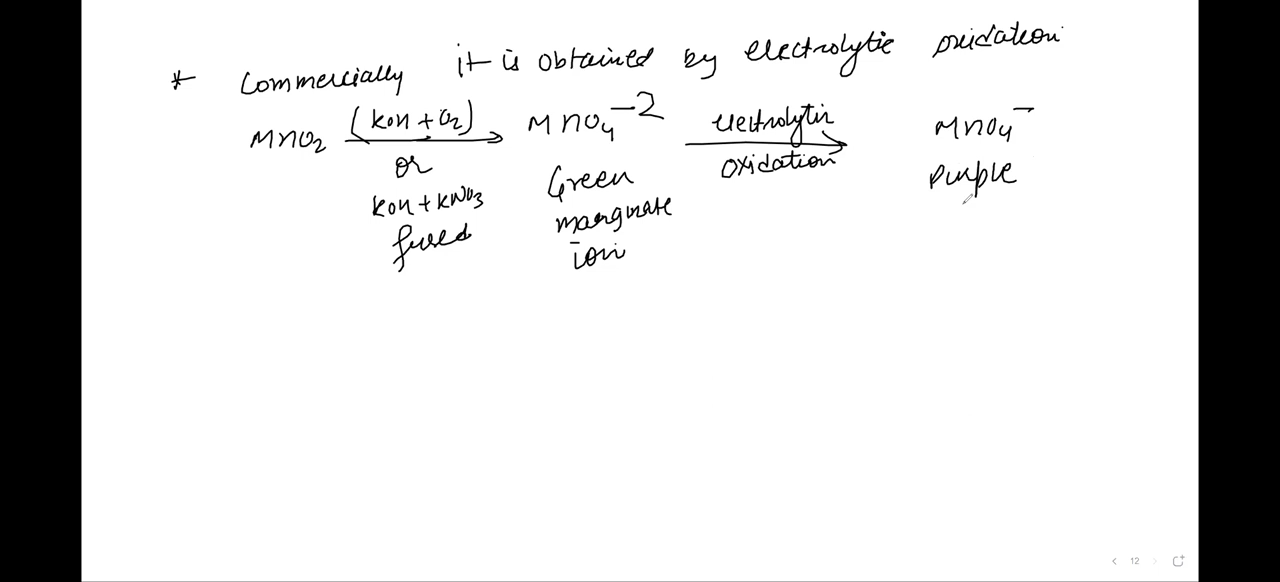 * Commercially it is obtained by electrolytic oxidation
MnO₂ (KOH + O₂) MnO₄⁻² electrolytic MnO₄⁻
or oxidation
KOH + KNO₃ Green Purple
fused manganate
ion
< 12 >